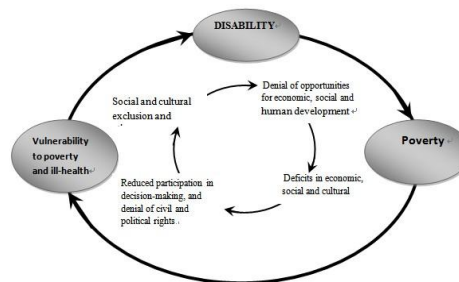 DISABILITY
Denial of opportunities
for economic, social and
human development
Social and cultural
exclusion and
Vulnerability
to poverty
and ill-health
Poverty
Deficits in economic,
social and cultural
Reduced participation in
decision-making, and
denial of civil and
political rights.